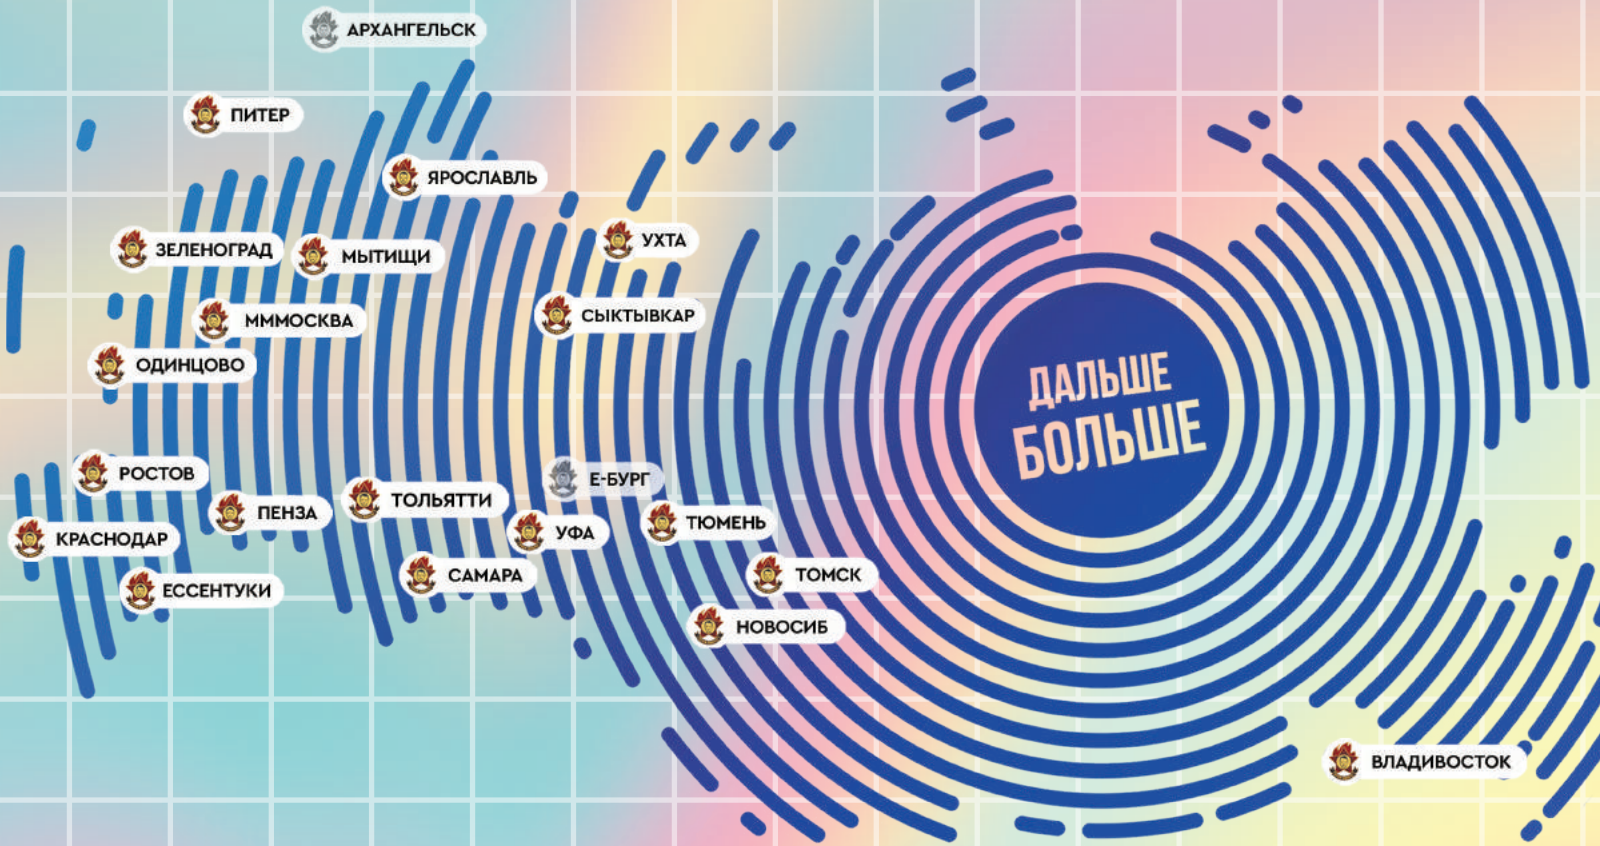 АРХАНГЕЛЬСК
ПИТЕР
ЯРОСЛАВЛЬ
ЗЕЛЕНОГРАД
МЫТИЩИ
УХТА
МММОСКВА
СЫКТЫВКАР
ОДИНЦОВО
ДАЛЬШЕ
БОЛЬШЕ
РОСТОВ
Е-БУРГ
ПЕНЗА
ТОЛЬЯТТИ
КРАСНОДАР
УФА
ТЮМЕНЬ
ЕССЕНТУКИ
САМАРА
ТОМСК
НОВОСИБ
ВЛАДИВОСТОК